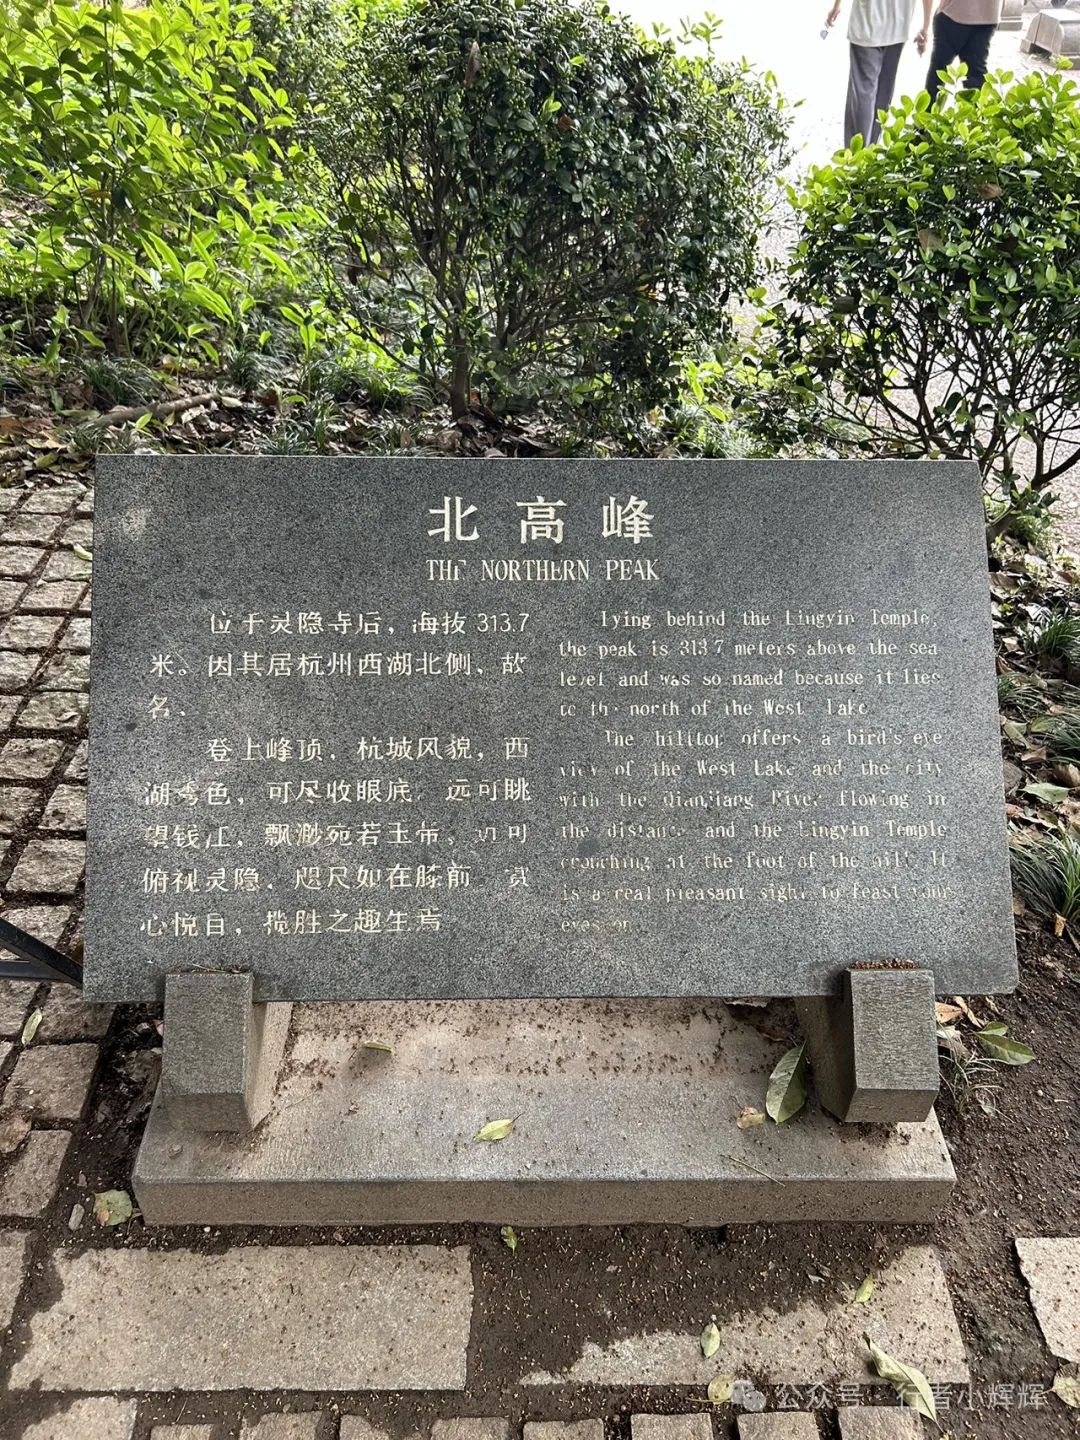 北高峰
THE NORTHERN PEAK
位于灵隐寺后，海拔313.7
米。因其居杭州西湖北侧，故
名。
登上峰顶，杭城风貌，西
湖秀色，可尽收眼底。远可眺
望钱江，飘渺宛若玉带。近可
俯视灵隐，咫尺如在膝前。赏
心悦目，揽胜之趣生焉
Lying behind the Lingyin Temple,
the peak is 313.7 meters above the sea
level and was so named because it lies
to the north of the West Lake
The hilltop offers a bird's eye
view of the West Lake and the city
with the Qianjiang River flowing in
the distance and the Lingyin Temple
crouching at the foot of the hill. It
is a real pleasant sight to feast your
eyes on.
公众号·行者小辉辉